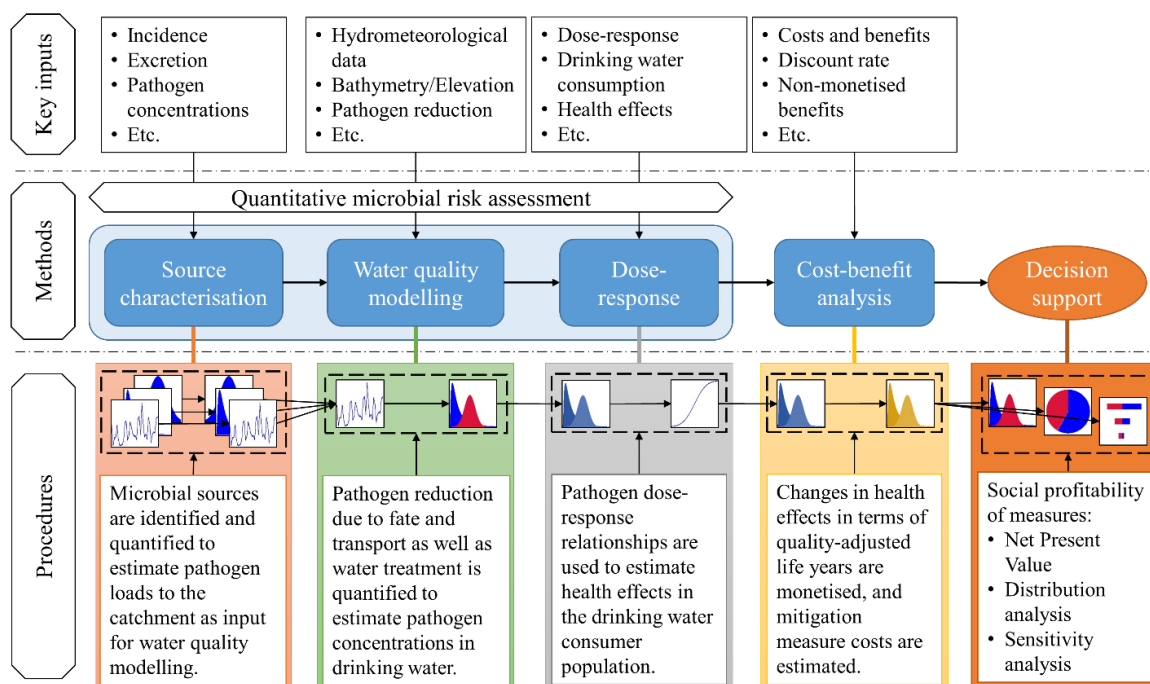 Key inputs
• Incidence
• Excretion
• Pathogen
concentrations
• Etc.
• Hydrometeorological
data
• Bathymetry/Elevation
• Pathogen reduction
• Etc.
• Dose-response
• Drinking water
consumption
• Health effects
• Etc.
• Costs and benefits
• Discount rate
• Non-monetised
benefits
• Etc.
Methods
Quantitative microbial risk assessment
Source
characterisation
Water quality
modelling
Dose-
response
Cost-benefit
analysis
Decision
support
Procedures
Microbial sources
are identified and
quantified to
estimate pathogen
loads to the
catchment as input
for water quality
modelling.
Pathogen reduction
due to fate and
transport as well as
water treatment is
quantified to
estimate pathogen
concentrations in
drinking water.
Pathogen dose-
response
relationships are
used to estimate
health effects in
the drinking water
consumer
population.
Changes in health
effects in terms of
quality-adjusted
life years are
monetised, and
mitigation
measure costs are
estimated.
Social profitability
of measures:
• Net Present
Value
• Distribution
analysis
• Sensitivity
analysis